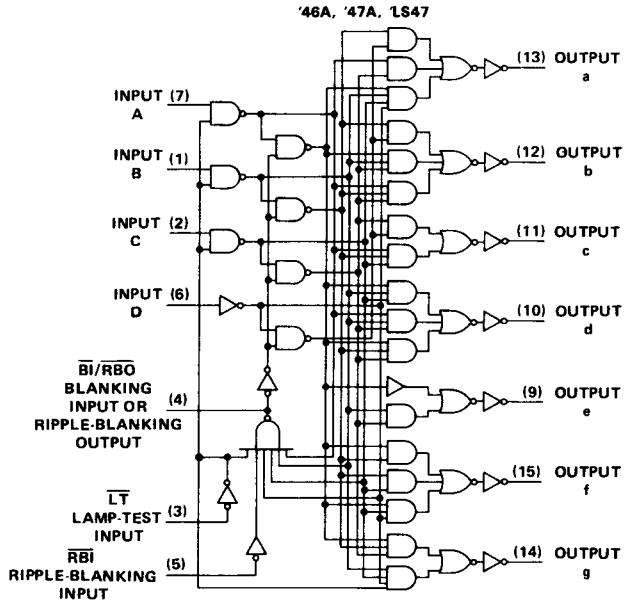 '46A, '47A, 'LS47
(13) OUTPUT
a
INPUT (7)
A
INPUT (1)
B
(12) OUTPUT
b
INPUT (2)
C
(11) OUTPUT
c
INPUT (6)
D
(10) OUTPUT
d
BI/RBO
BLANKING
INPUT OR (4)
RIPPLE-BLANKING
OUTPUT
(9) OUTPUT
e
LT
LAMP-TEST (3)
INPUT
(15) OUTPUT
f
RBI (5)
RIPPLE-BLANKING
INPUT
(14) OUTPUT
g